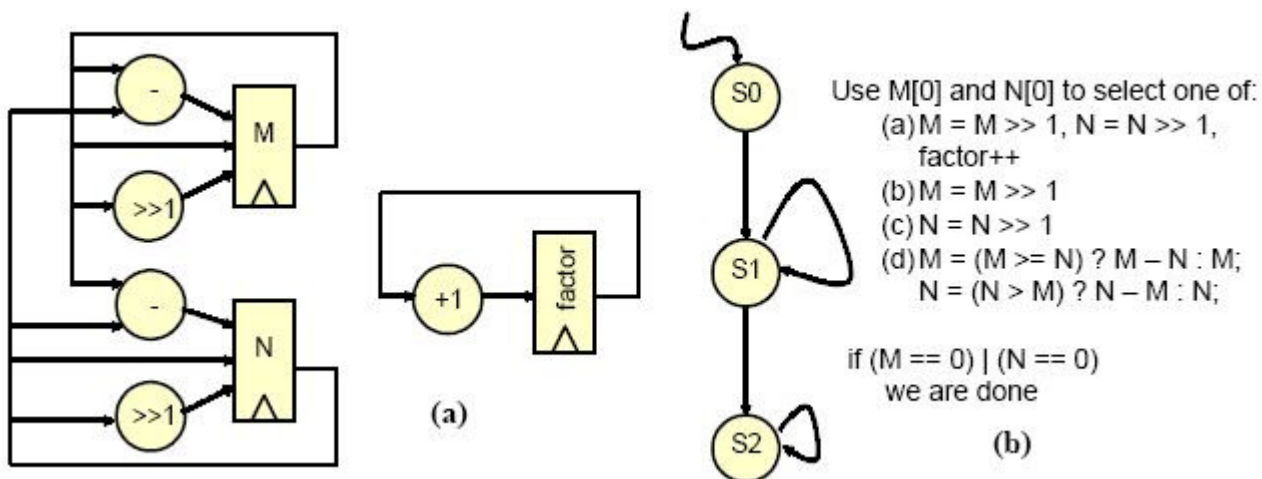 -
M
>>1
-
N
>>1
+1
factor
(a)
S0
S1
S2
Use M[0] and N[0] to select one of:
(a) M = M >> 1, N = N >> 1,
factor++
(b) M = M >> 1
(c) N = N >> 1
(d) M = (M >= N) ? M – N : M;
N = (N > M) ? N – M : N;
if (M == 0) | (N == 0)
we are done
(b)